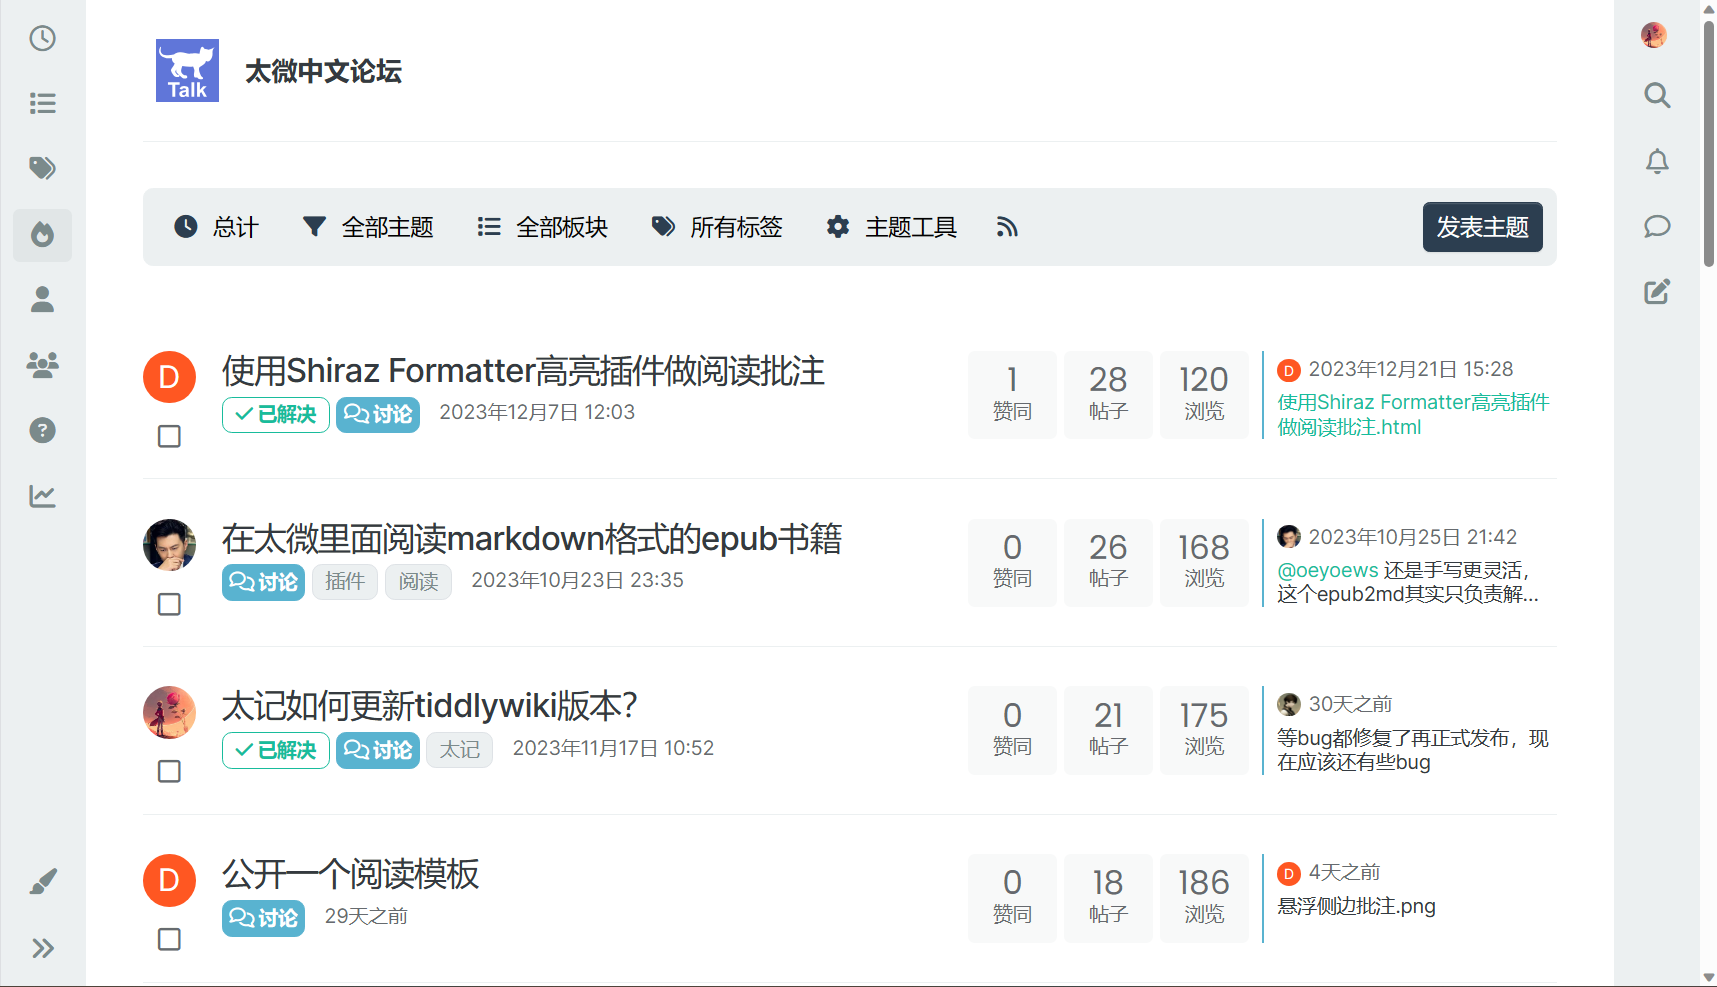 Talk
太微中文论坛
总计 全部主题 全部板块 所有标签 主题工具 发表主题
D 使用Shiraz Formatter高亮插件做阅读批注
已解决 讨论 2023年12月7日 12:03
1 28 120
赞同 帖子 浏览
D 2023年12月21日 15:28
使用Shiraz Formatter高亮插件
做阅读批注.html
在太微里面阅读markdown格式的epub书籍
讨论 插件 阅读 2023年10月23日 23:35
0 26 168
赞同 帖子 浏览
2023年10月25日 21:42
@oeyoews 还是手写更灵活，
这个epub2md其实只负责解...
太记如何更新tiddlywiki版本？
已解决 讨论 太记 2023年11月17日 10:52
0 21 175
赞同 帖子 浏览
30天之前
等bug都修复了再正式发布，现
在应该还有些bug
D 公开一个阅读模板
讨论 29天之前
0 18 186
赞同 帖子 浏览
D 4天之前
悬浮侧边批注.png